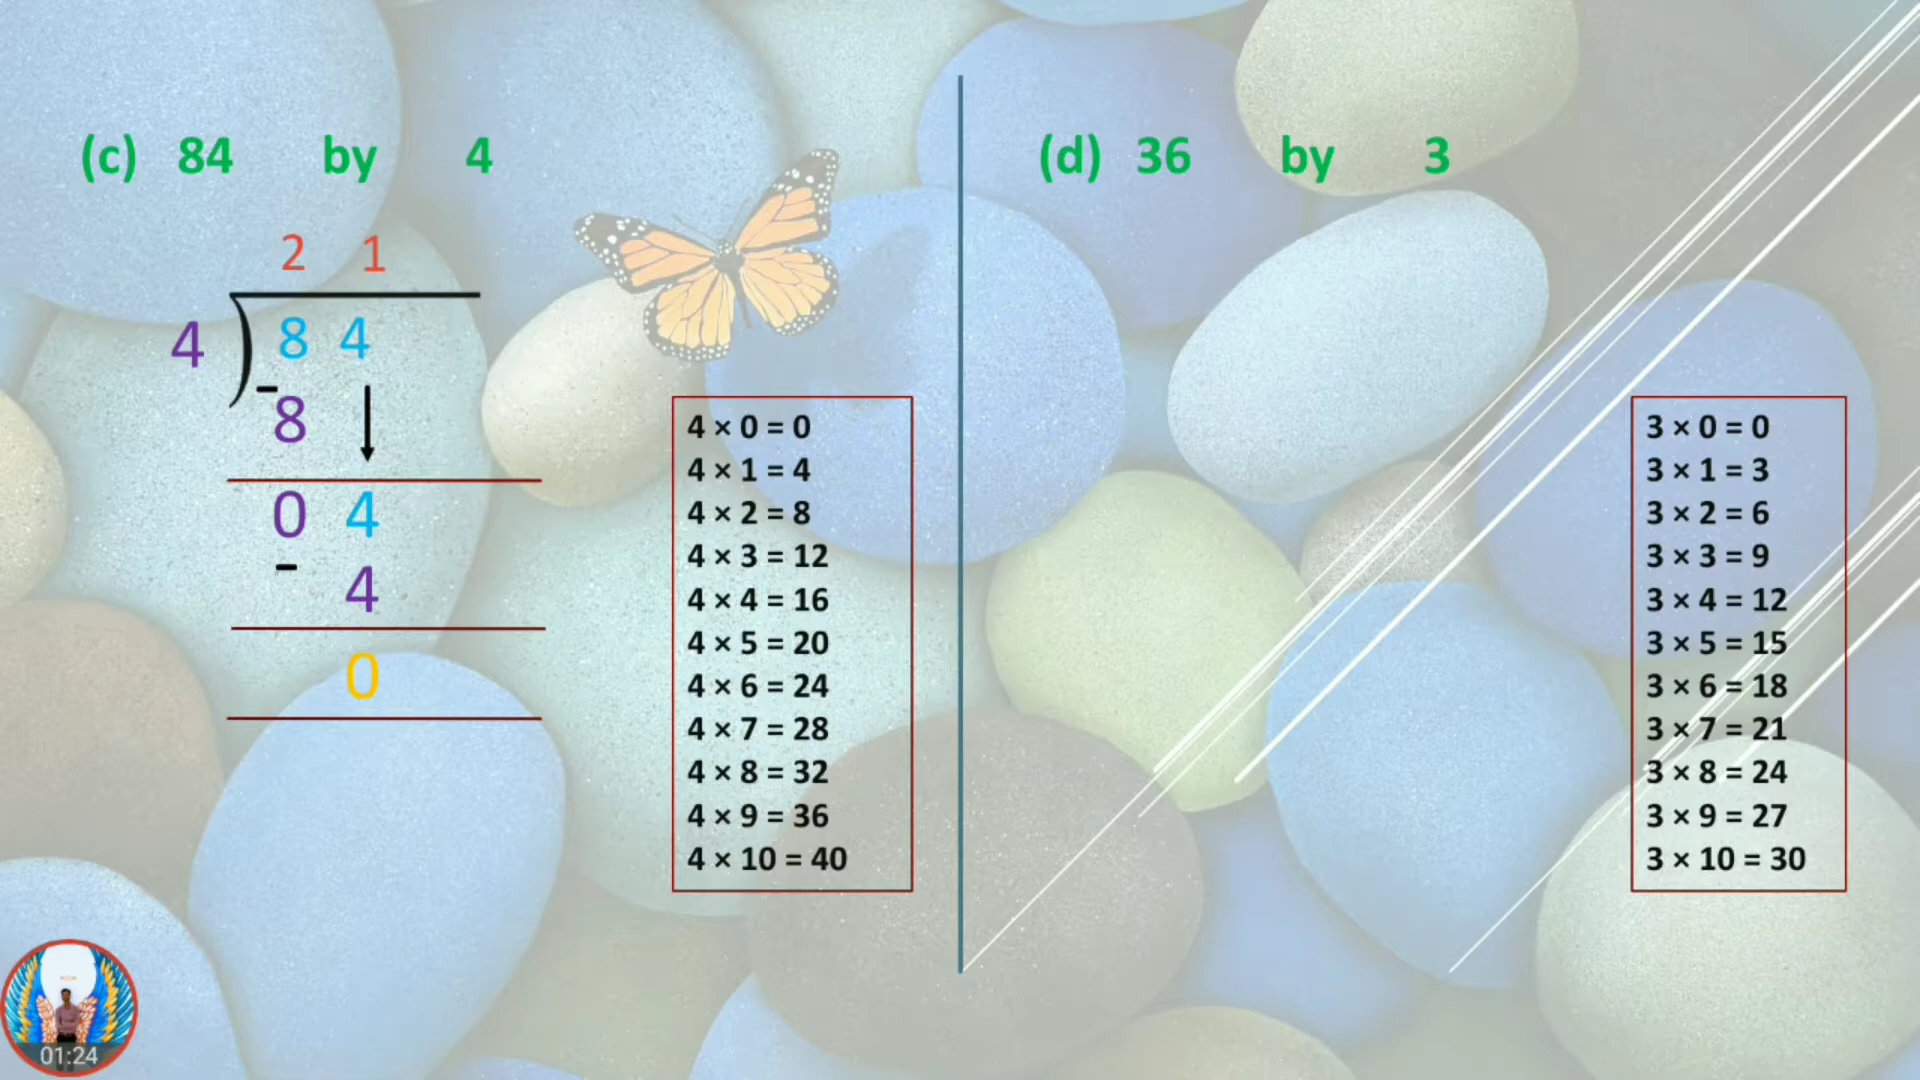 (c) 84 by 4
2 1
4 ) 8 4
- 8
0 4
- 4
0
4 × 0 = 0
4 × 1 = 4
4 × 2 = 8
4 × 3 = 12
4 × 4 = 16
4 × 5 = 20
4 × 6 = 24
4 × 7 = 28
4 × 8 = 32
4 × 9 = 36
4 × 10 = 40
(d) 36 by 3
3 × 0 = 0
3 × 1 = 3
3 × 2 = 6
3 × 3 = 9
3 × 4 = 12
3 × 5 = 15
3 × 6 = 18
3 × 7 = 21
3 × 8 = 24
3 × 9 = 27
3 × 10 = 30
01:24